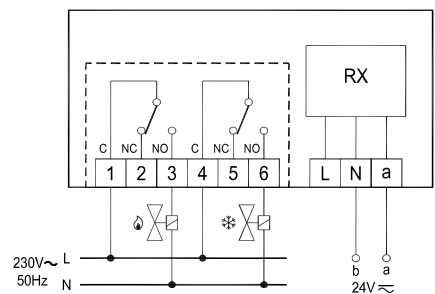 RX
C NC NO C NC NO
1 2 3 4 5 6 L N a
230V~ L
50Hz N
b a
24V ⎓